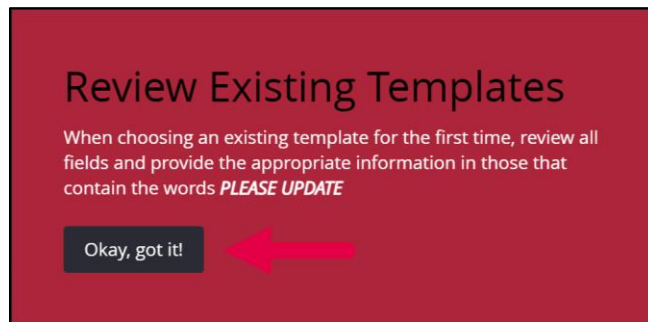 Review Existing Templates
When choosing an existing template for the first time, review all
fields and provide the appropriate information in those that
contain the words PLEASE UPDATE
Okay, got it!